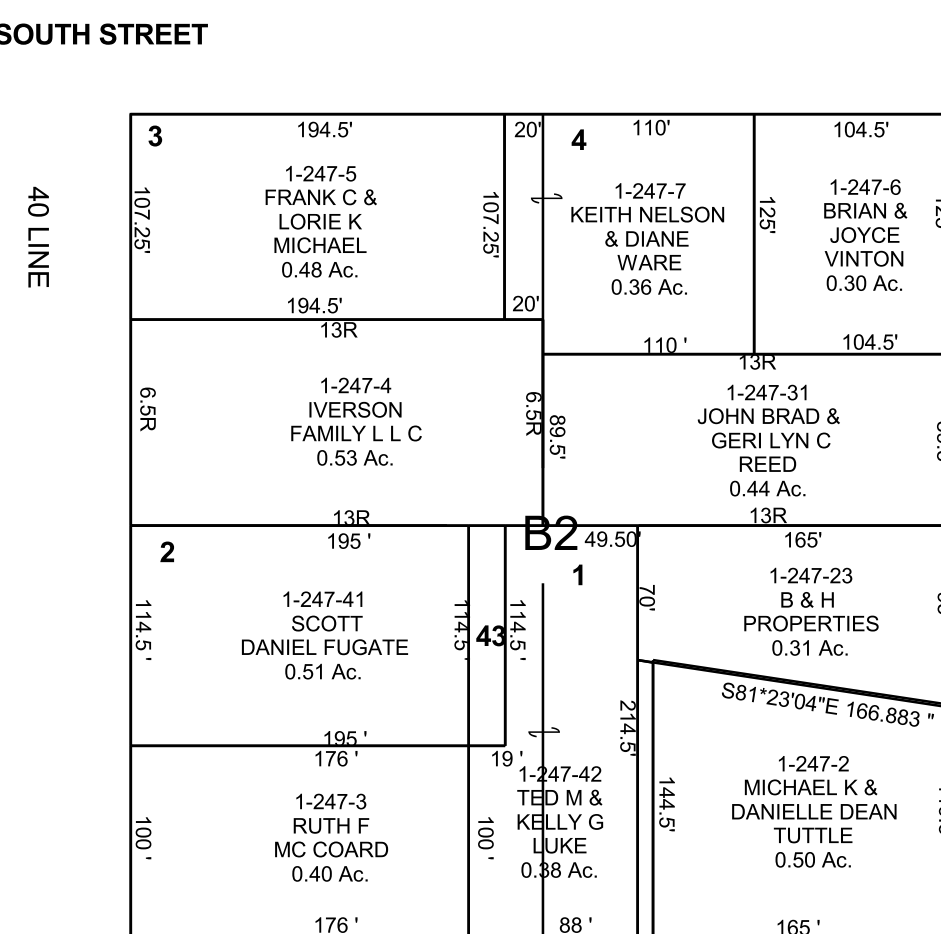 SOUTH STREET
40 LINE
3
194.5'
20'
4
110'
104.5'
1-247-5
FRANK C &
LORIE K
MICHAEL
0.48 Ac.
107.25'
107.25'
194.5'
20'
1-247-7
KEITH NELSON
& DIANE
WARE
0.36 Ac.
125'
110 '
1-247-6
BRIAN &
JOYCE
VINTON
0.30 Ac.
104.5'
13R
6.5R
1-247-4
IVERSON
FAMILY L L C
0.53 Ac.
6.5R
13R
13R
89.5'
1-247-31
JOHN BRAD &
GERI LYN C
REED
0.44 Ac.
13R
B2
2
195 '
114.5 '
1-247-41
SCOTT
DANIEL FUGATE
0.51 Ac.
114.5 '
43
114.5 '
195 '
49.50'
1
70'
165'
1-247-23
B & H
PROPERTIES
0.31 Ac.
S81*23'04"E 166.883 "
214.5'
176 '
19 '
100 '
1-247-3
RUTH F
MC COARD
0.40 Ac.
100 '
176 '
1-247-42
TED M &
KELLY G
LUKE
0.38 Ac.
88 '
144.5'
1-247-2
MICHAEL K &
DANIELLE DEAN
TUTTLE
0.50 Ac.
165 '